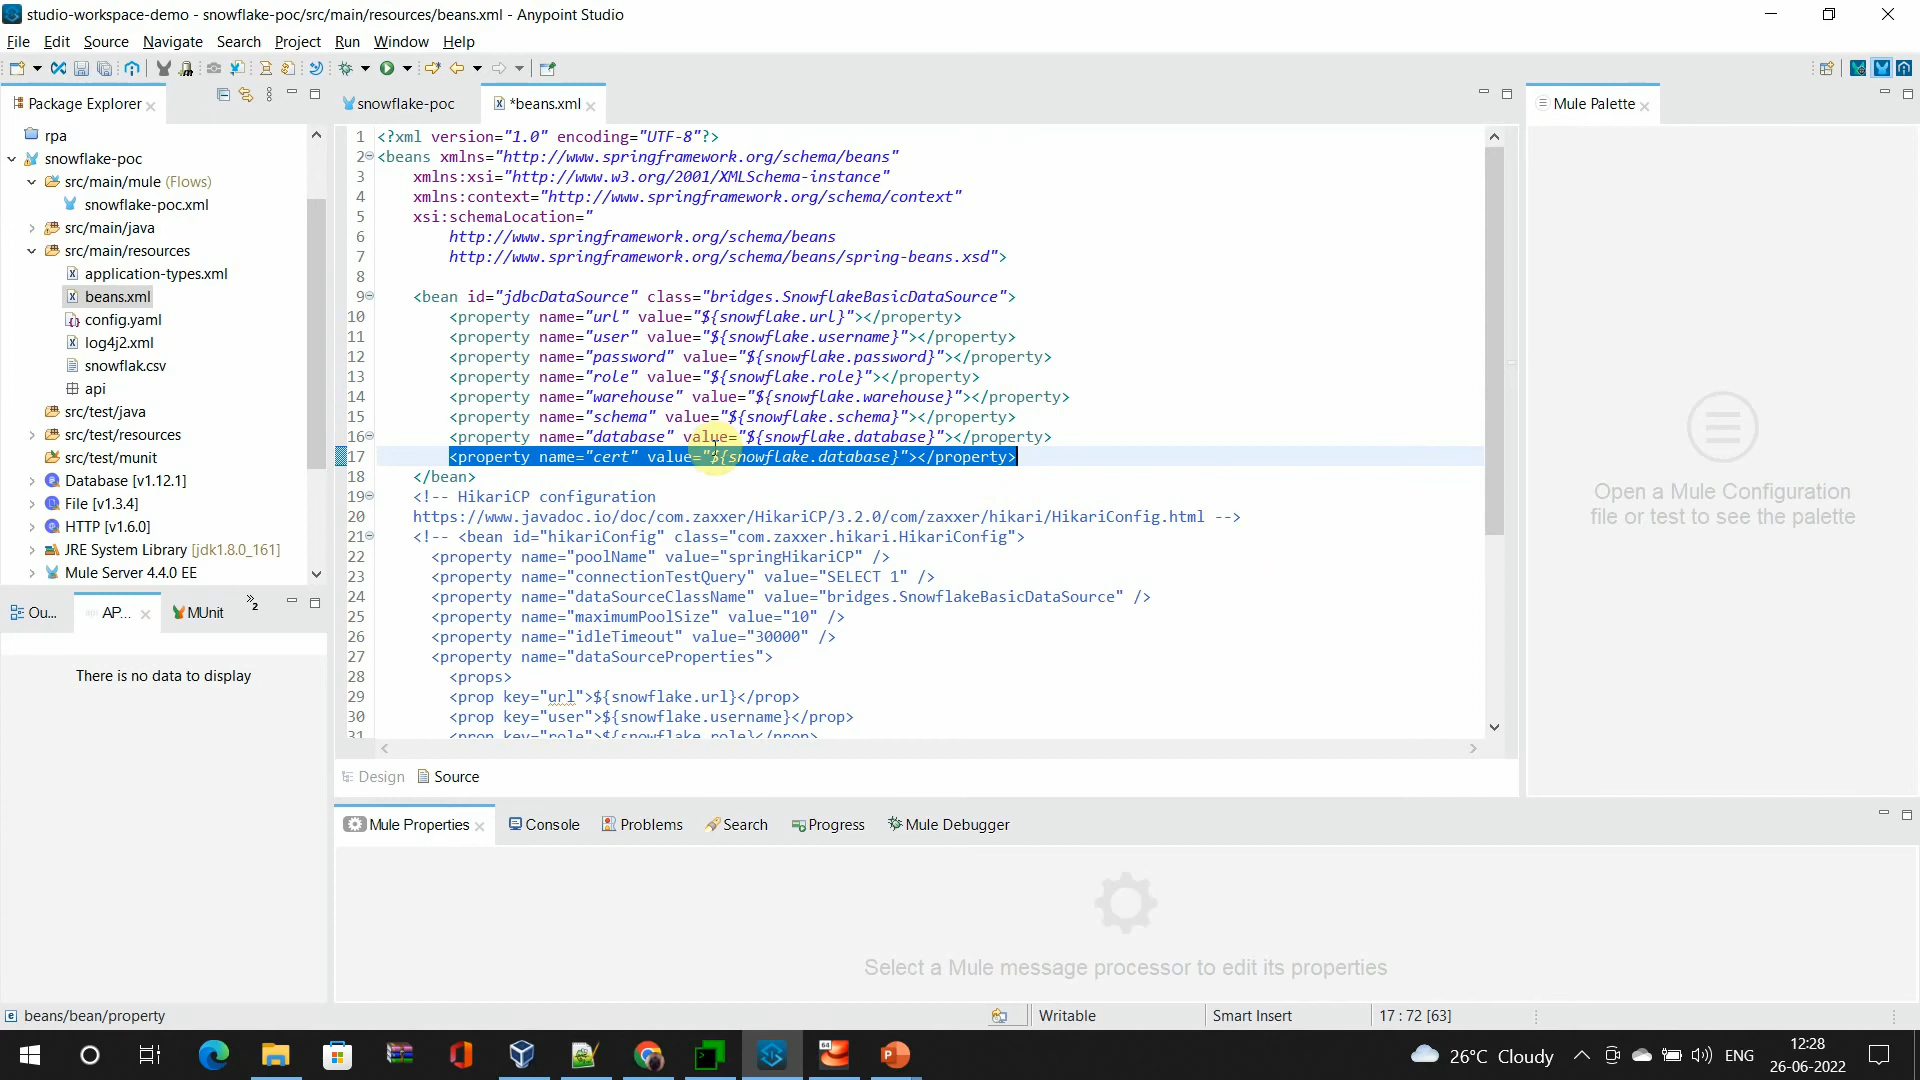 studio-workspace-demo - snowflake-poc/src/main/resources/beans.xml - Anypoint Studio
File Edit Source Navigate Search Project Run Window Help
Package Explorer
rpa
snowflake-poc
src/main/mule (Flows)
snowflake-poc.xml
src/main/java
src/main/resources
application-types.xml
beans.xml
config.yaml
log4j2.xml
snowflak.csv
api
src/test/java
src/test/resources
src/test/munit
Database [v1.12.1]
File [v1.3.4]
HTTP [v1.6.0]
JRE System Library [jdk1.8.0_161]
Mule Server 4.4.0 EE
Ou... AP... MUnit 2
There is no data to display
snowflake-poc *beans.xml
1 <?xml version="1.0" encoding="UTF-8"?>
2 <beans xmlns="http://www.springframework.org/schema/beans"
3 xmlns:xsi="http://www.w3.org/2001/XMLSchema-instance"
4 xmlns:context="http://www.springframework.org/schema/context"
5 xsi:schemaLocation="
6 http://www.springframework.org/schema/beans
7 http://www.springframework.org/schema/beans/spring-beans.xsd">
8
9 <bean id="jdbcDataSource" class="bridges.SnowflakeBasicDataSource">
10 <property name="url" value="${snowflake.url}"></property>
11 <property name="user" value="${snowflake.username}"></property>
12 <property name="password" value="${snowflake.password}"></property>
13 <property name="role" value="${snowflake.role}"></property>
14 <property name="warehouse" value="${snowflake.warehouse}"></property>
15 <property name="schema" value="${snowflake.schema}"></property>
16 <property name="database" value="${snowflake.database}"></property>
17 <property name="cert" value="${snowflake.database}"></property>
18 </bean>
19 <!-- HikariCP configuration
20 https://www.javadoc.io/doc/com.zaxxer/HikariCP/3.2.0/com/zaxxer/hikari/HikariConfig.html -->
21 <!-- <bean id="hikariConfig" class="com.zaxxer.hikari.HikariConfig">
22 <property name="poolName" value="springHikariCP" />
23 <property name="connectionTestQuery" value="SELECT 1" />
24 <property name="dataSourceClassName" value="bridges.SnowflakeBasicDataSource" />
25 <property name="maximumPoolSize" value="10" />
26 <property name="idleTimeout" value="30000" />
27 <property name="dataSourceProperties">
28 <props>
29 <prop key="url">${snowflake.url}</prop>
30 <prop key="user">${snowflake.username}</prop>
31 <prop key="role">${snowflake.role}</prop>
Design Source
Mule Palette
Open a Mule Configuration
file or test to see the palette
Mule Properties Console Problems Search Progress Mule Debugger
Select a Mule message processor to edit its properties
beans/bean/property Writable Smart Insert 17 : 72 [63]
26°C Cloudy ENG
12:28
26-06-2022